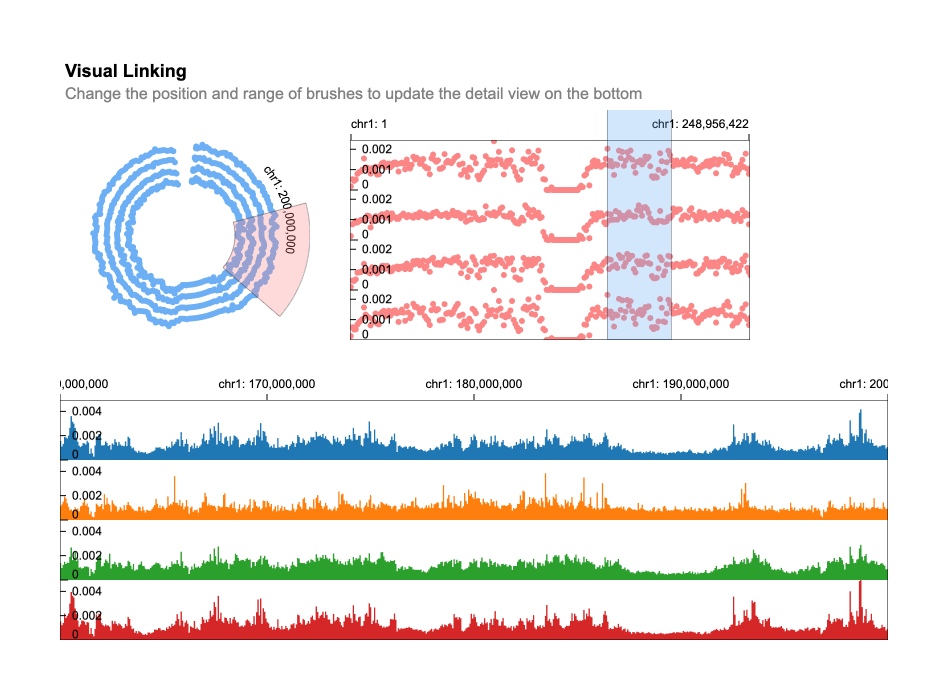 Visual Linking
Change the position and range of brushes to update the detail view on the bottom
chr1: 200,000,000
chr1: 1
chr1: 248,956,422
0.002
0.001
0
0.002
0.001
0
0.002
0.001
0
0.002
0.001
0
),000,000
chr1: 170,000,000
chr1: 180,000,000
chr1: 190,000,000
chr1: 200
0.004
0.002
0
0.004
0.002
0
0.004
0.002
0
0.004
0.002
0